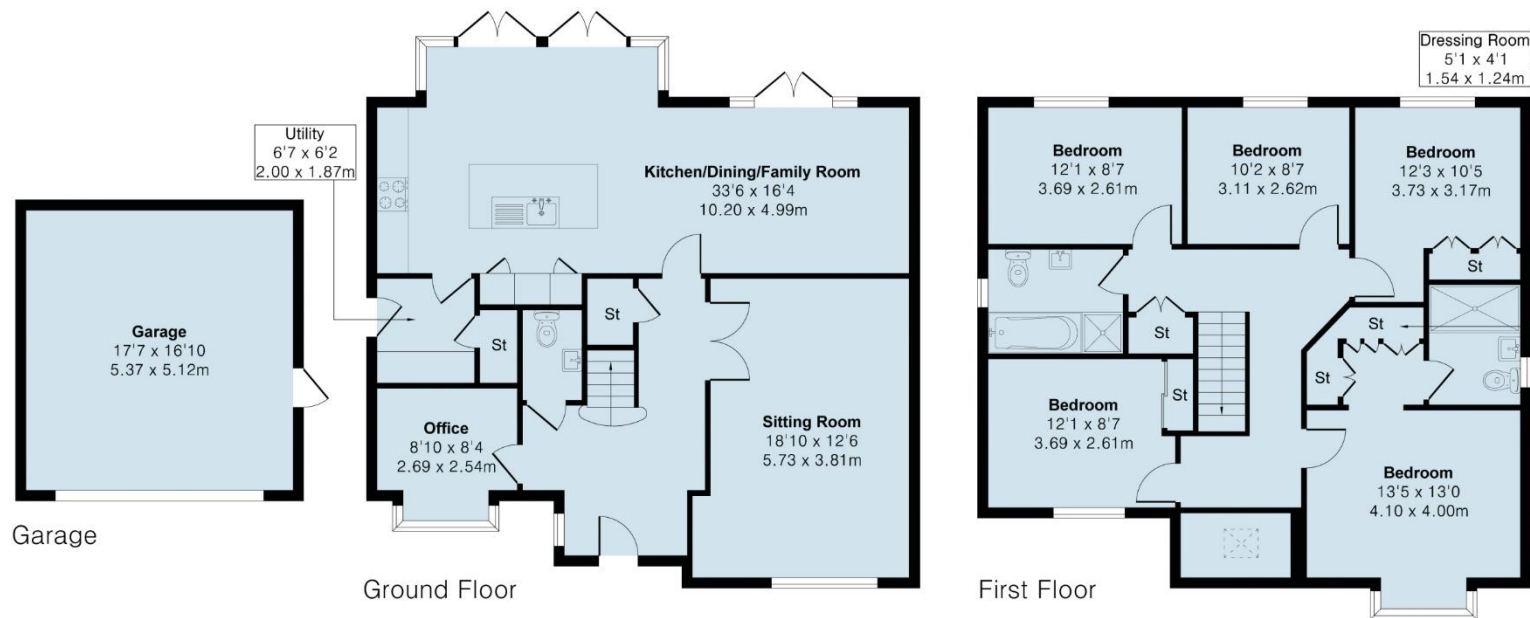 Garage
17'7 x 16'10
5.37 x 5.12m
Garage
Utility
6'7 x 6'2
2.00 x 1.87m
Kitchen/Dining/Family Room
33'6 x 16'4
10.20 x 4.99m
St
St
Office
8'10 x 8'4
2.69 x 2.54m
Sitting Room
18'10 x 12'6
5.73 x 3.81m
Ground Floor
Dressing Room
5'1 x 4'1
1.54 x 1.24m
Bedroom
12'1 x 8'7
3.69 x 2.61m
Bedroom
10'2 x 8'7
3.11 x 2.62m
Bedroom
12'3 x 10'5
3.73 x 3.17m
St
St
St
St
St
Bedroom
12'1 x 8'7
3.69 x 2.61m
Bedroom
13'5 x 13'0
4.10 x 4.00m
First Floor